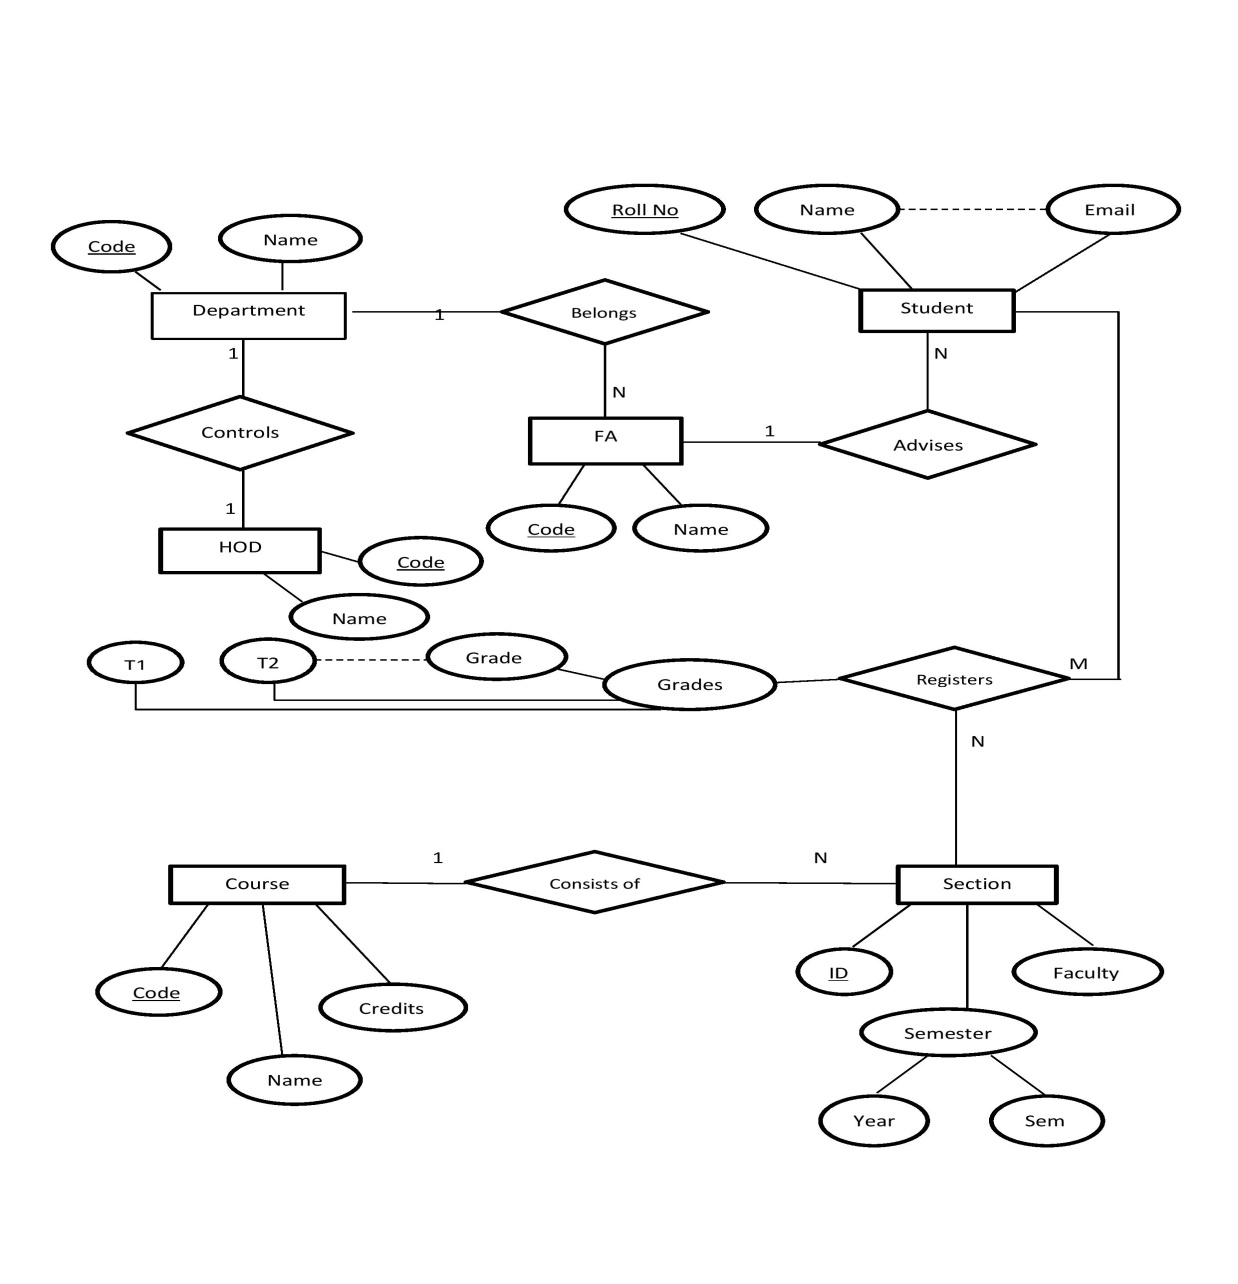 Roll No
Name
Email
Code
Name
Department
1
Belongs
Student
1
N
N
Controls
FA
1
Advises
1
HOD
Code
Name
Code
Name
T1
T2
Grade
Grades
Registers
M
N
Course
1
Consists of
N
Section
Code
Credits
Name
ID
Faculty
Semester
Year
Sem